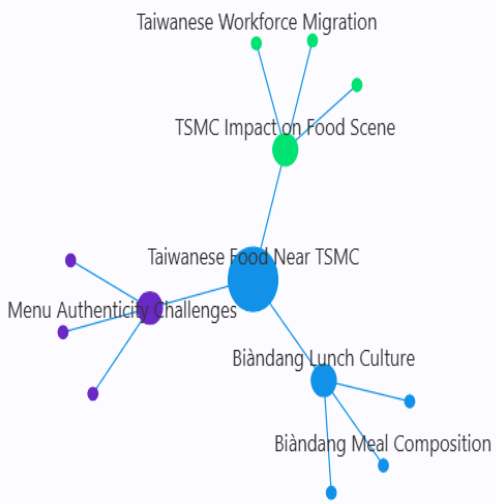 Taiwanese Workforce Migration
TSMC Impact on Food Scene
Taiwanese Food Near TSMC
Menu Authenticity Challenges
Biàndang Lunch Culture
Biàndang Meal Composition